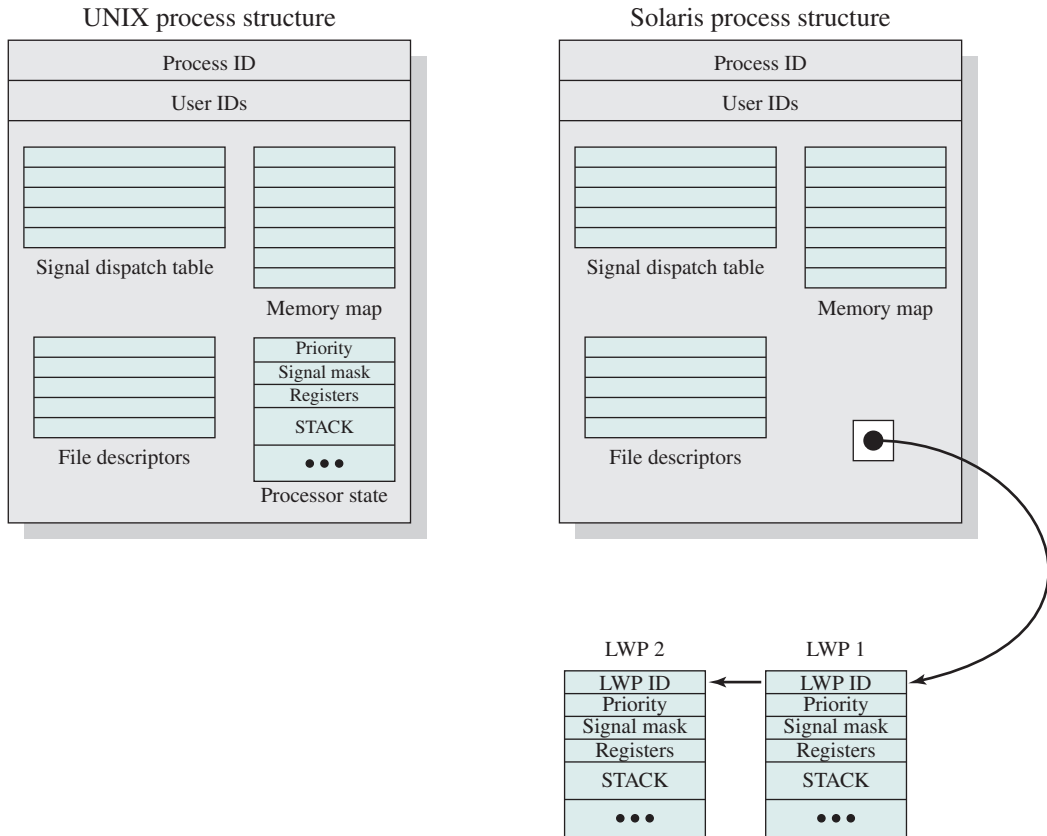 UNIX process structure
Process ID
User IDs
Signal dispatch table
Memory map
File descriptors
Priority
Signal mask
Registers
STACK
•••
Processor state
Solaris process structure
Process ID
User IDs
Signal dispatch table
Memory map
File descriptors
LWP 2
LWP ID
Priority
Signal mask
Registers
STACK
•••
LWP 1
LWP ID
Priority
Signal mask
Registers
STACK
•••